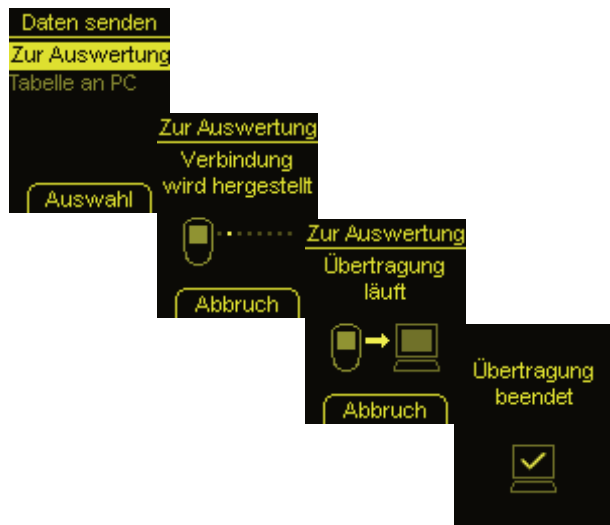 Daten senden
Zur Auswertung
Tabelle an PC
Auswahl
Zur Auswertung
Verbindung
wird hergestellt
Abbruch
Zur Auswertung
Übertragung
läuft
Abbruch
Übertragung
beendet